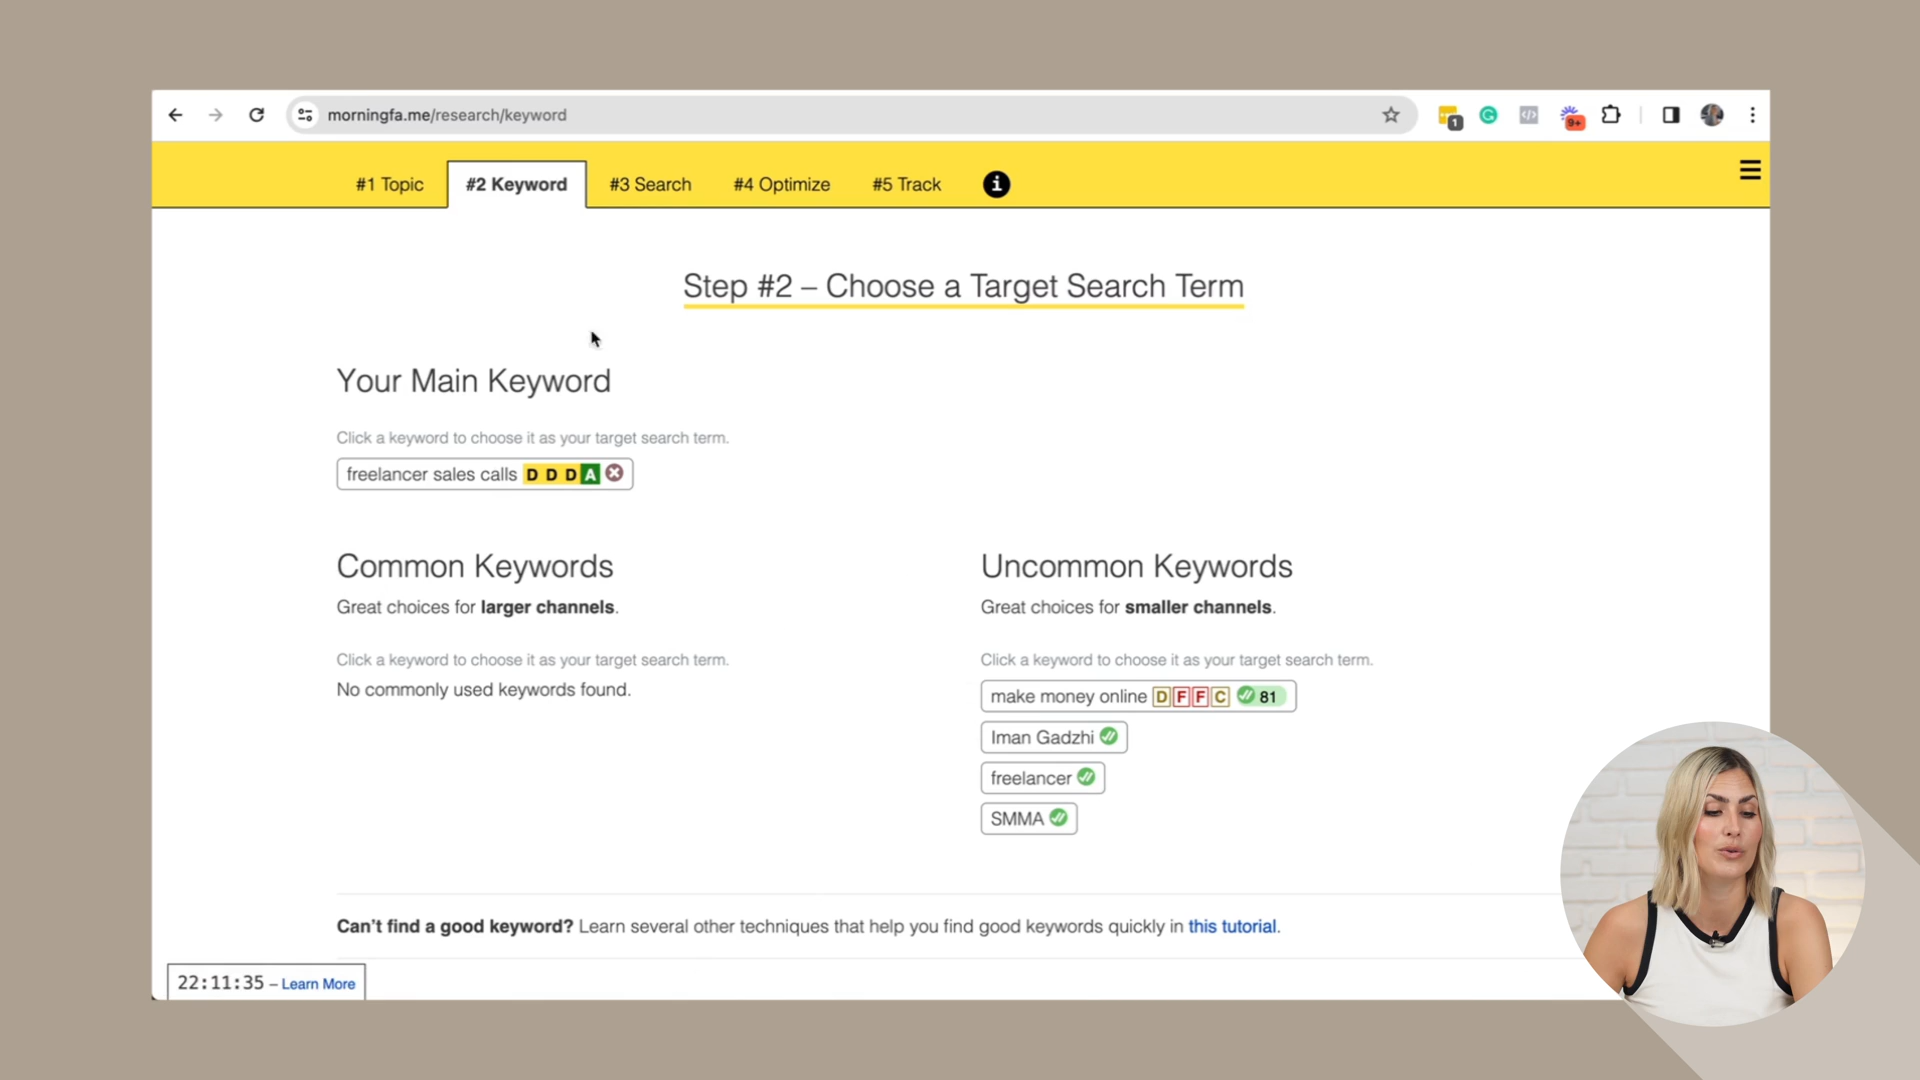 morningfa.me/research/keyword
1
9+
#1 Topic
#2 Keyword
#3 Search
#4 Optimize
#5 Track
i
Step #2 – Choose a Target Search Term
Your Main Keyword
Click a keyword to choose it as your target search term.
freelancer sales calls D D D A
Common Keywords
Great choices for larger channels.
Click a keyword to choose it as your target search term.
No commonly used keywords found.
Uncommon Keywords
Great choices for smaller channels.
Click a keyword to choose it as your target search term.
make money online D F F C 81
Iman Gadzhi
freelancer
SMMA
Can't find a good keyword? Learn several other techniques that help you find good keywords quickly in this tutorial.
22:11:35 – Learn More